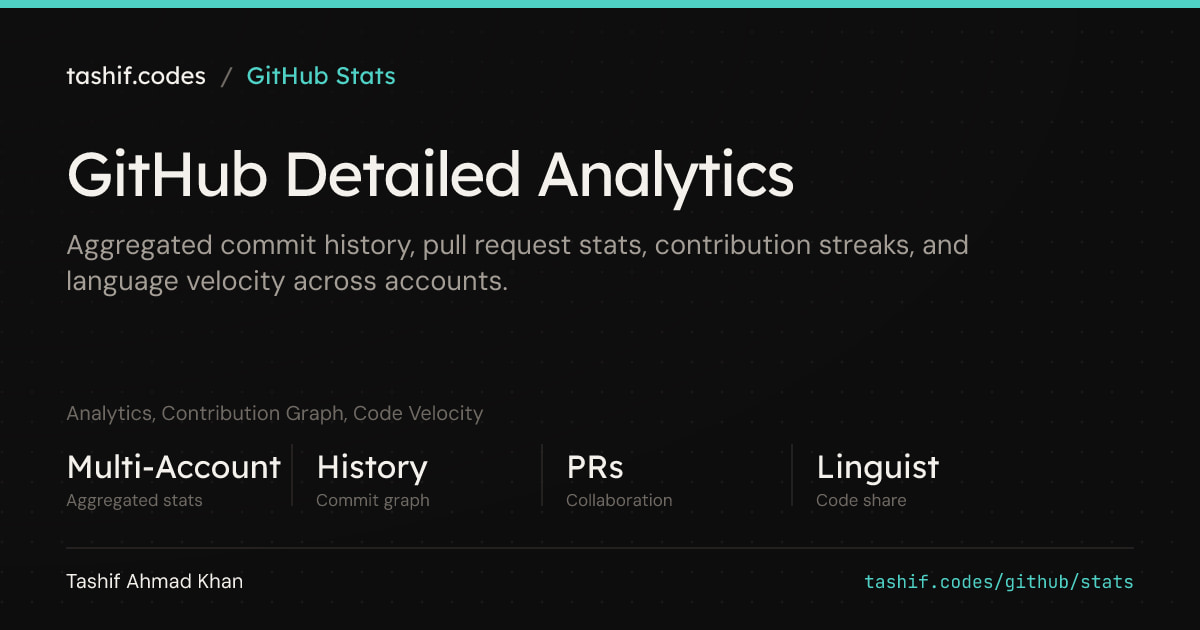 tashif.codes / GitHub Stats
GitHub Detailed Analytics
Aggregated commit history, pull request stats, contribution streaks, and
language velocity across accounts.
Analytics, Contribution Graph, Code Velocity
Multi-Account
Aggregated stats
History
Commit graph
PRs
Collaboration
Linguist
Code share
Tashif Ahmad Khan
tashif.codes/github/stats